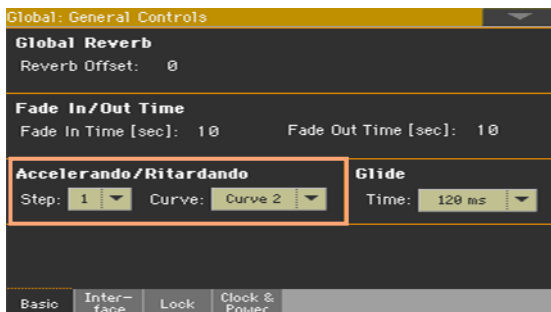 Global: General Controls
Global Reverb
Reverb Offset: 0
Fade In/Out Time
Fade In Time [sec]: 10 Fade Out Time [sec]: 10
Accelerando/Ritardando Glide
Step: 1 Curve: Curve 2 Time: 120 ms
Basic Inter- Lock Clock &
face Power